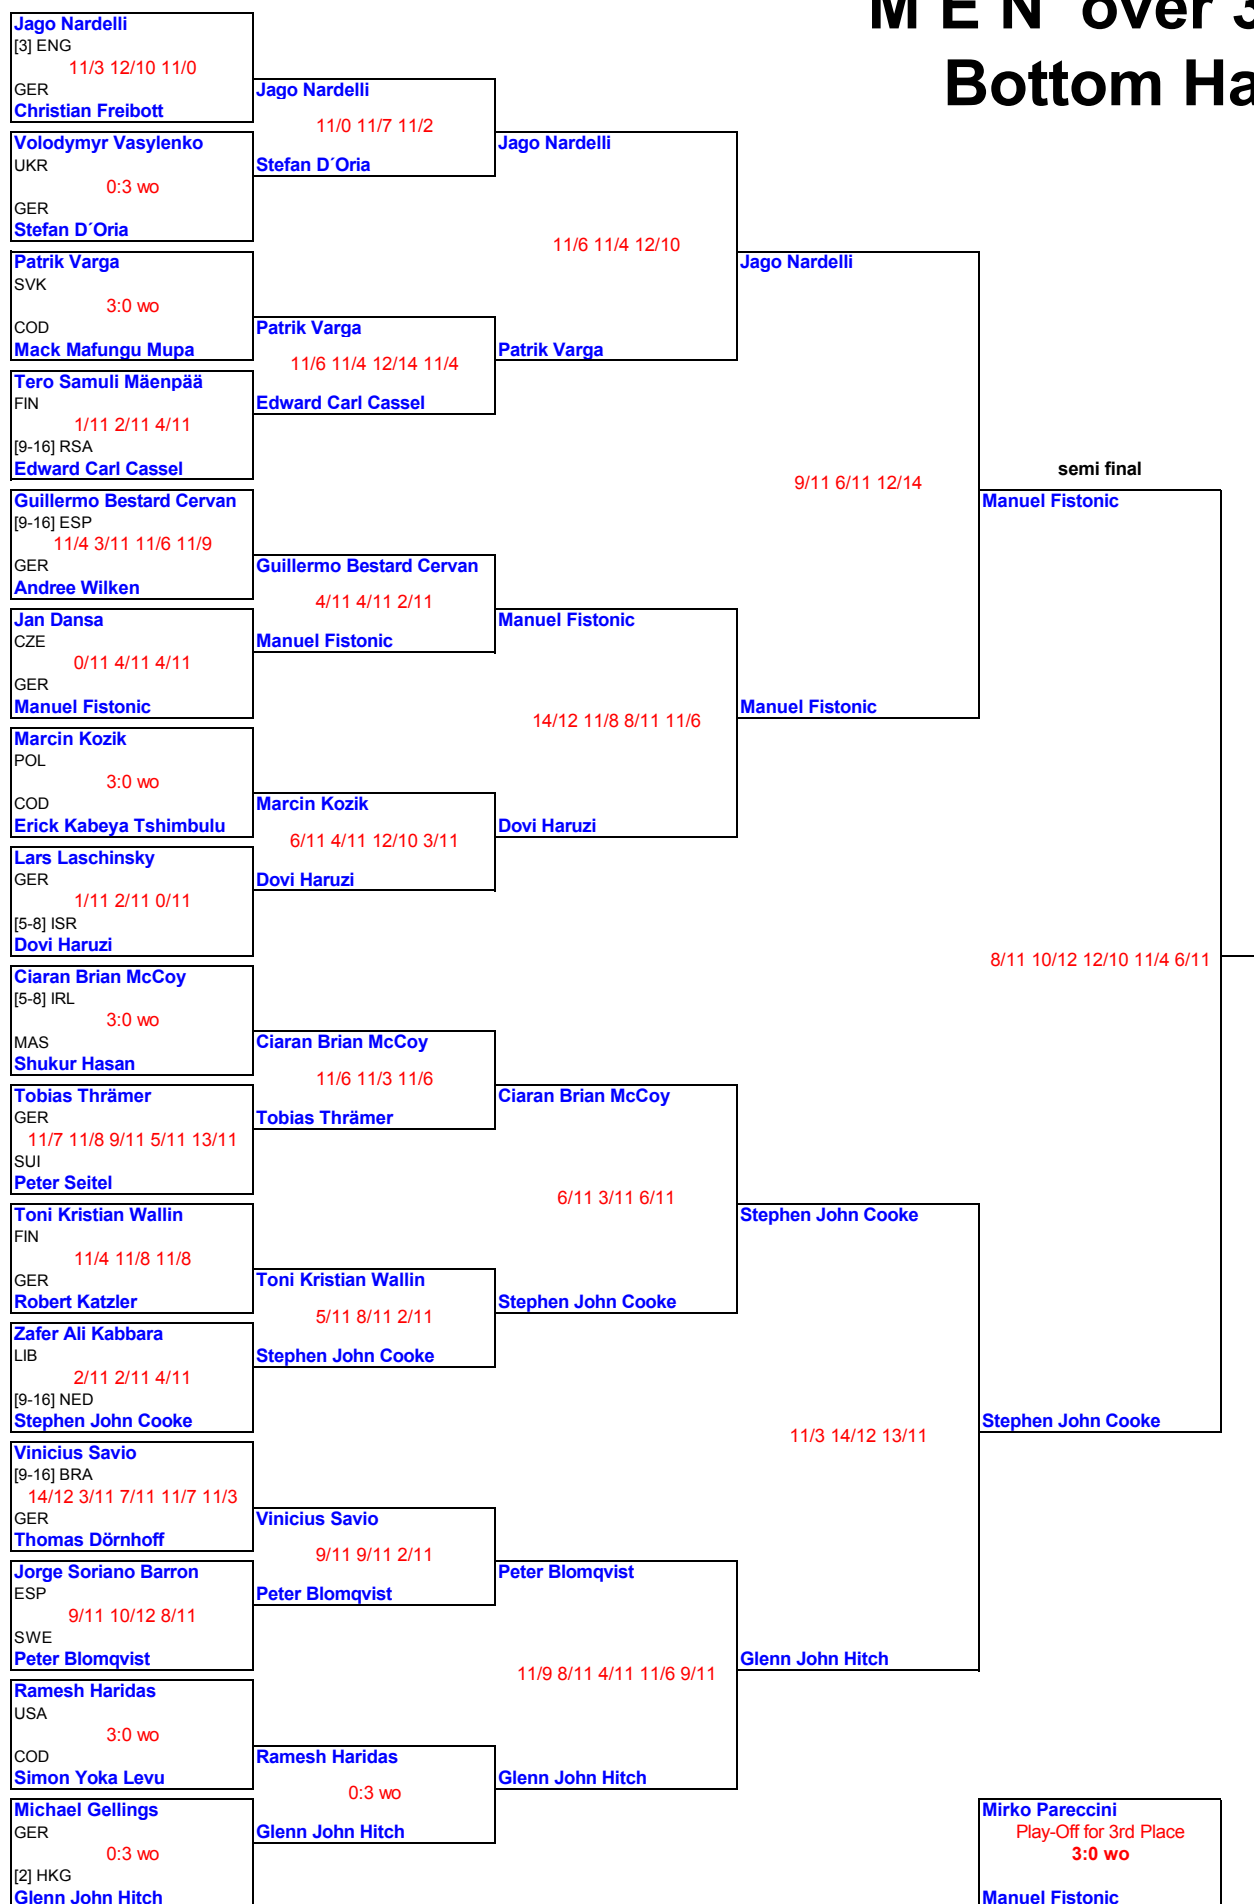 M E N over 3
Bottom Ha
Jago Nardelli
[3] ENG
11/3 12/10 11/0
GER
Christian Freibott
Volodymyr Vasylenko
UKR
0:3 wo
GER
Stefan D´Oria
Patrik Varga
SVK
3:0 wo
COD
Mack Mafungu Mupa
Tero Samuli Mäenpää
FIN
1/11 2/11 4/11
[9-16] RSA
Edward Carl Cassel
Guillermo Bestard Cervan
[9-16] ESP
11/4 3/11 11/6 11/9
GER
Andree Wilken
Jan Dansa
CZE
0/11 4/11 4/11
GER
Manuel Fistonic
Marcin Kozik
POL
3:0 wo
COD
Erick Kabeya Tshimbulu
Lars Laschinsky
GER
1/11 2/11 0/11
[5-8] ISR
Dovi Haruzi
Ciaran Brian McCoy
[5-8] IRL
3:0 wo
MAS
Shukur Hasan
Tobias Thrämer
GER
11/7 11/8 9/11 5/11 13/11
SUI
Peter Seitel
Toni Kristian Wallin
FIN
11/4 11/8 11/8
GER
Robert Katzler
Zafer Ali Kabbara
LIB
2/11 2/11 4/11
[9-16] NED
Stephen John Cooke
Vinicius Savio
[9-16] BRA
14/12 3/11 7/11 11/7 11/3
GER
Thomas Dörnhoff
Jorge Soriano Barron
ESP
9/11 10/12 8/11
SWE
Peter Blomqvist
Ramesh Haridas
USA
3:0 wo
COD
Simon Yoka Levu
Michael Gellings
GER
0:3 wo
[2] HKG
Glenn John Hitch
Jago Nardelli
11/0 11/7 11/2
Stefan D´Oria
Patrik Varga
11/6 11/4 12/14 11/4
Edward Carl Cassel
Guillermo Bestard Cervan
4/11 4/11 2/11
Manuel Fistonic
Marcin Kozik
6/11 4/11 12/10 3/11
Dovi Haruzi
Ciaran Brian McCoy
11/6 11/3 11/6
Tobias Thrämer
Toni Kristian Wallin
5/11 8/11 2/11
Stephen John Cooke
Vinicius Savio
9/11 9/11 2/11
Peter Blomqvist
Ramesh Haridas
0:3 wo
Glenn John Hitch
Jago Nardelli
11/6 11/4 12/10
Patrik Varga
Manuel Fistonic
14/12 11/8 8/11 11/6
Dovi Haruzi
Ciaran Brian McCoy
6/11 3/11 6/11
Stephen John Cooke
Peter Blomqvist
11/9 8/11 4/11 11/6 9/11
Glenn John Hitch
Jago Nardelli
9/11 6/11 12/14
Manuel Fistonic
Stephen John Cooke
11/3 14/12 13/11
Glenn John Hitch
semi final
Manuel Fistonic
8/11 10/12 12/10 11/4 6/11
Stephen John Cooke
Mirko Pareccini
Play-Off for 3rd Place
3:0 wo
Manuel Fistonic